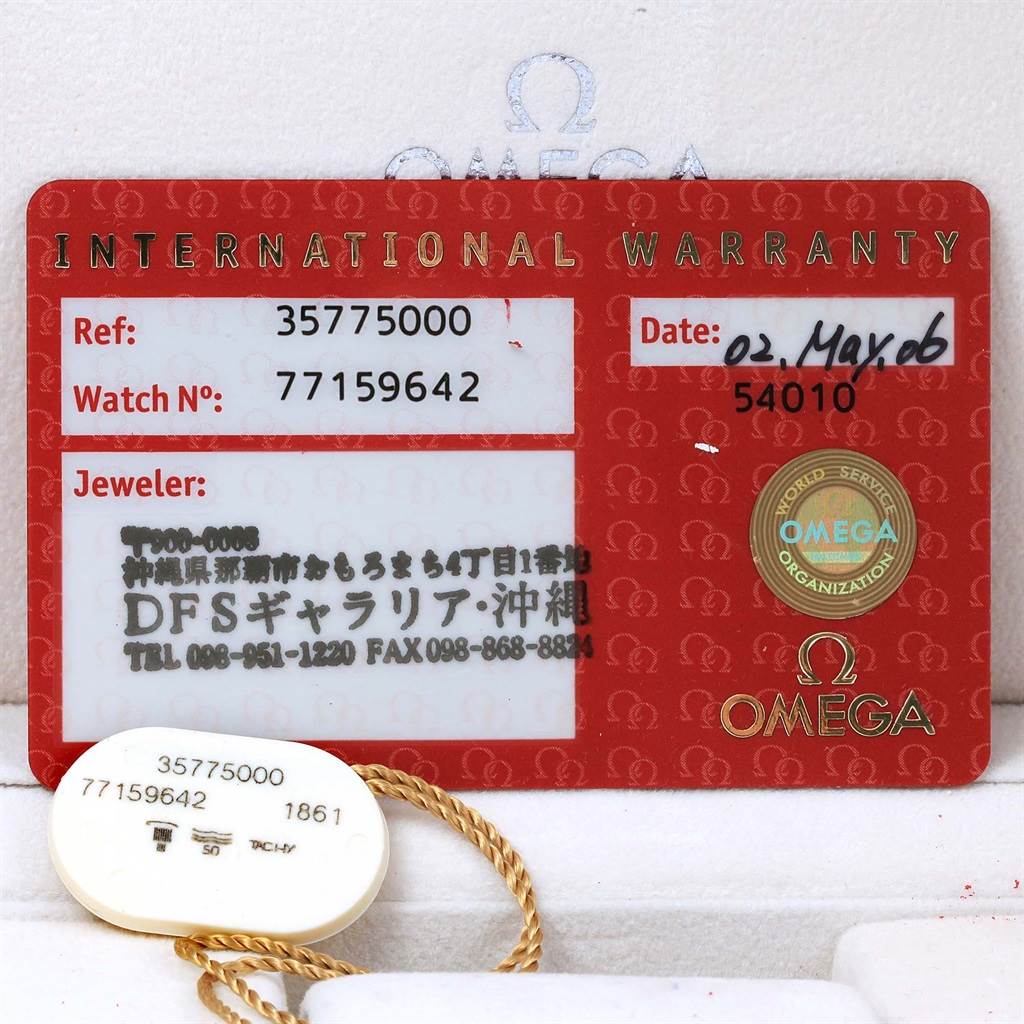 Ω
OMEGA
INTERNATIONAL WARRANTY
Ref: 35775000
Watch Nº: 77159642
Date: 02. May. 06
54010
Jeweler:
沖縄県那覇市おもろまち4丁目1番地
DFSギャラリア・沖縄
TEL 098-951-1220 FAX 098-868-8824
WORLD SERVICE
OMEGA
ORGANIZATION
Ω
OMEGA
35775000
77159642 1861
50 TACHY